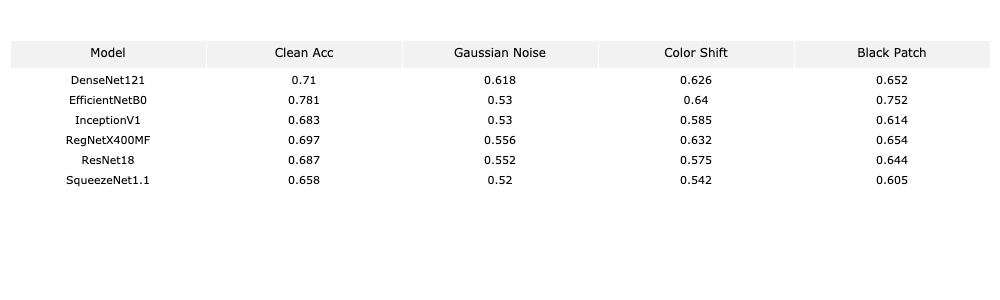 Model Clean Acc Gaussian Noise Color Shift Black Patch
DenseNet121 0.71 0.618 0.626 0.652
EfficientNetB0 0.781 0.53 0.64 0.752
InceptionV1 0.683 0.53 0.585 0.614
RegNetX400MF 0.697 0.556 0.632 0.654
ResNet18 0.687 0.552 0.575 0.644
SqueezeNet1.1 0.658 0.52 0.542 0.605